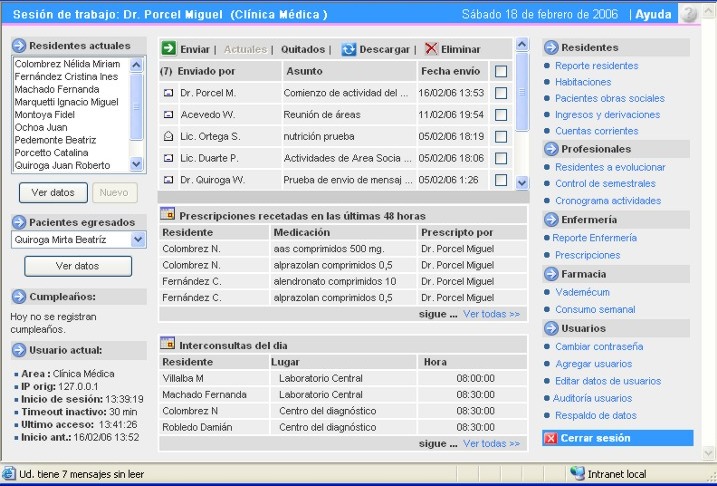 Sesión de trabajo: Dr. Porcel Miguel (Clínica Médica )
Sábado 18 de febrero de 2006 | Ayuda ?
Residentes actuales
Colombrez Nélida Miriam
Fernández Cristina Ines
Machado Fernanda
Marquetti Ignacio Miguel
Montoya Fidel
Ochoa Juan
Pedemonte Beatriz
Porcetto Catalina
Quiroga Juan Roberto
Ver datos Nuevo
Pacientes egresados
Quiroga Mirta Beatríz
Ver datos
Cumpleaños:
Hoy no se registran
cumpleaños.
Usuario actual:
Area : Clínica Médica
IP orig: 127.0.0.1
Inicio de sesión: 13:39:19
Timeout inactivo: 30 min
Ultimo acceso: 13:41:26
Inicio ant.: 16/02/06 13:52
Enviar | Actuales | Quitados | Descargar | Eliminar
(7) Enviado por Asunto Fecha envío
Dr. Porcel M. Comienzo de actividad del ... 16/02/06 13:53
Acevedo W. Reunión de áreas 11/02/06 19:54
Lic. Ortega S. nutrición prueba 05/02/06 18:19
Lic. Duarte P. Actividades de Area Socia ... 05/02/06 18:06
Dr. Quiroga W. Prueba de envio de mensaj ... 05/02/06 1:26
Prescripciones recetadas en las últimas 48 horas
Residente Medicación Prescripto por
Colombrez N. aas comprimidos 500 mg. Dr. Porcel Miguel
Colombrez N. alprazolan comprimidos 0,5 Dr. Porcel Miguel
Fernández C. alendronato comprimidos 10 Dr. Porcel Miguel
Fernández C. alprazolan comprimidos 0,5 Dr. Porcel Miguel
sigue ... Ver todas >>
Interconsultas del dia
Residente Lugar Hora
Villalba M Laboratorio Central 08:00:00
Machado Fernanda Laboratorio Central 08:30:00
Colombrez N Centro del diagnóstico 08:30:00
Robledo Damián Centro del diagnóstico 08:30:00
sigue ... Ver todas >>
Residentes
Reporte residentes
Habitaciones
Pacientes obras sociales
Ingresos y derivaciones
Cuentas corrientes
Profesionales
Residentes a evolucionar
Control de semestrales
Cronograma actividades
Enfermería
Reporte Enfermería
Prescripciones
Farmacia
Vademécum
Consumo semanal
Usuarios
Cambiar contraseña
Agregar usuarios
Editar datos de usuarios
Auditoría usuarios
Respaldo de datos
Cerrar sesión
Ud. tiene 7 mensajes sin leer
Intranet local